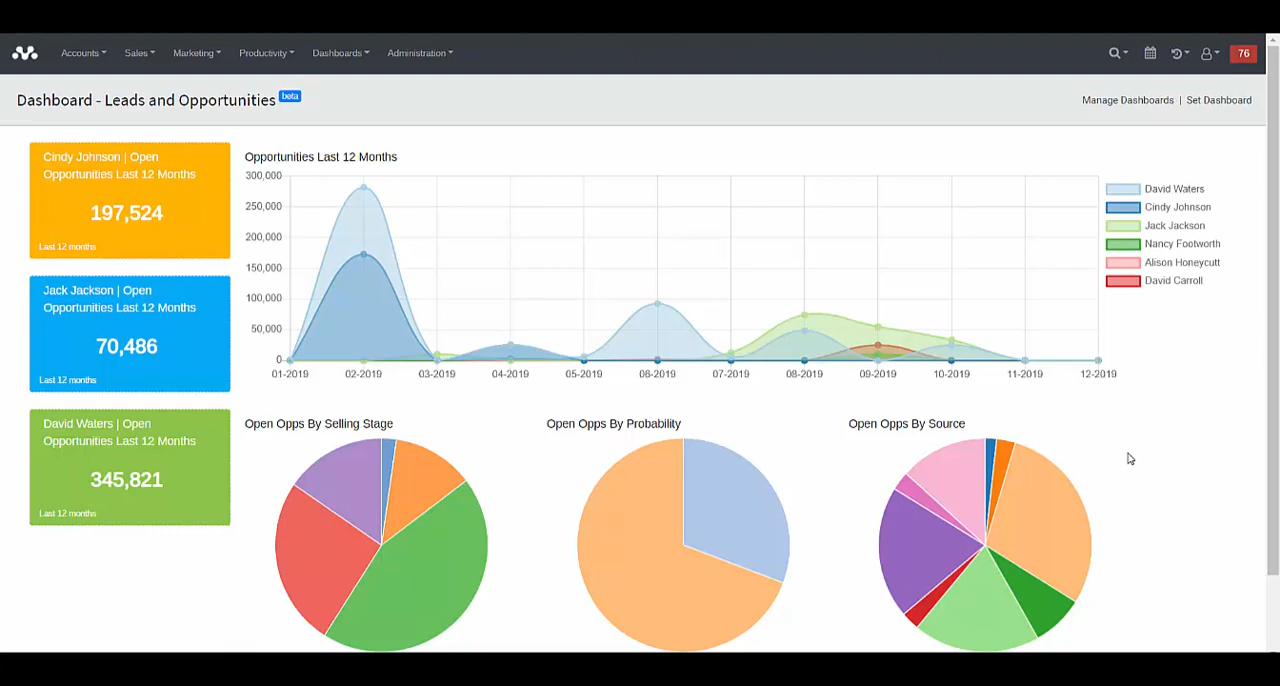 Accounts Sales Marketing Productivity Dashboards Administration 76
Dashboard - Leads and Opportunities beta
Manage Dashboards | Set Dashboard
Cindy Johnson | Open
Opportunities Last 12 Months
197,524
Last 12 months
Jack Jackson | Open
Opportunities Last 12 Months
70,486
Last 12 months
David Waters | Open
Opportunities Last 12 Months
345,821
Last 12 months
Opportunities Last 12 Months
300,000
250,000
200,000
150,000
100,000
50,000
0
01-2019 02-2019 03-2019 04-2019 05-2019 06-2019 07-2019 08-2019 09-2019 10-2019 11-2019 12-2019
David Waters
Cindy Johnson
Jack Jackson
Nancy Footworth
Alison Honeycutt
David Carroll
Open Opps By Selling Stage
Open Opps By Probability
Open Opps By Source